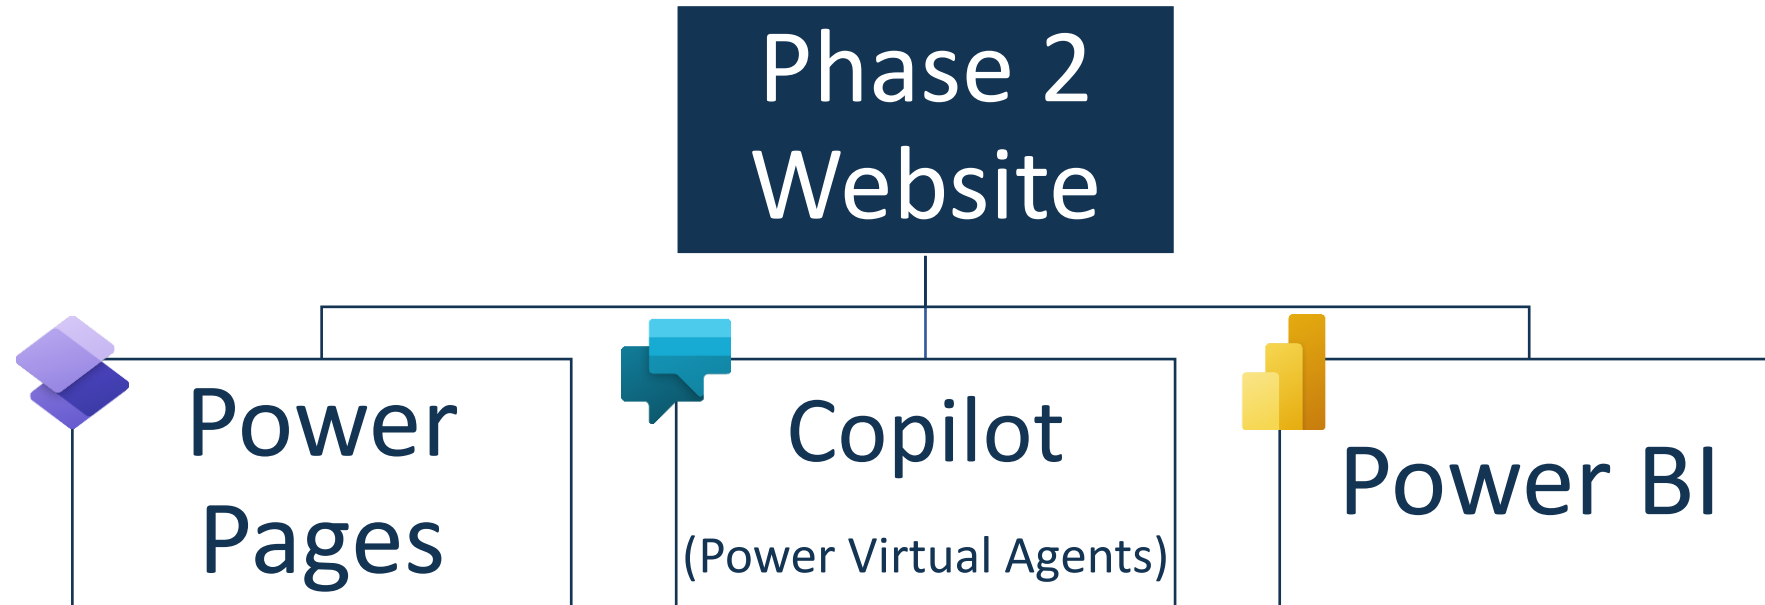 Phase 2
Website
Power
Pages
Copilot
(Power Virtual Agents)
Power BI